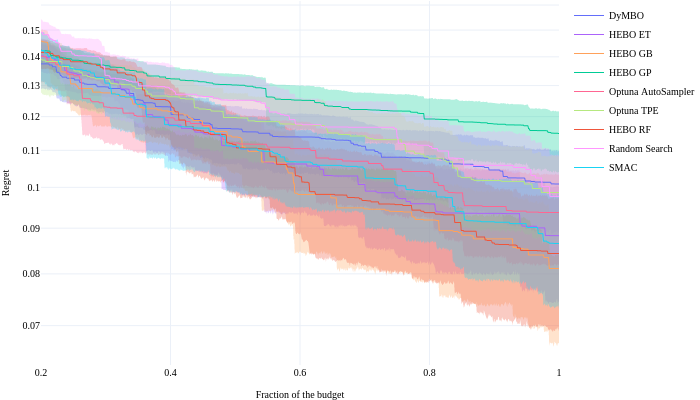 0.15
0.14
0.13
0.12
0.11
0.1
0.09
0.08
0.07
Regret
0.2
0.4
0.6
0.8
1
Fraction of the budget
DyMBO
HEBO ET
HEBO GB
HEBO GP
Optuna AutoSampler
Optuna TPE
HEBO RF
Random Search
SMAC